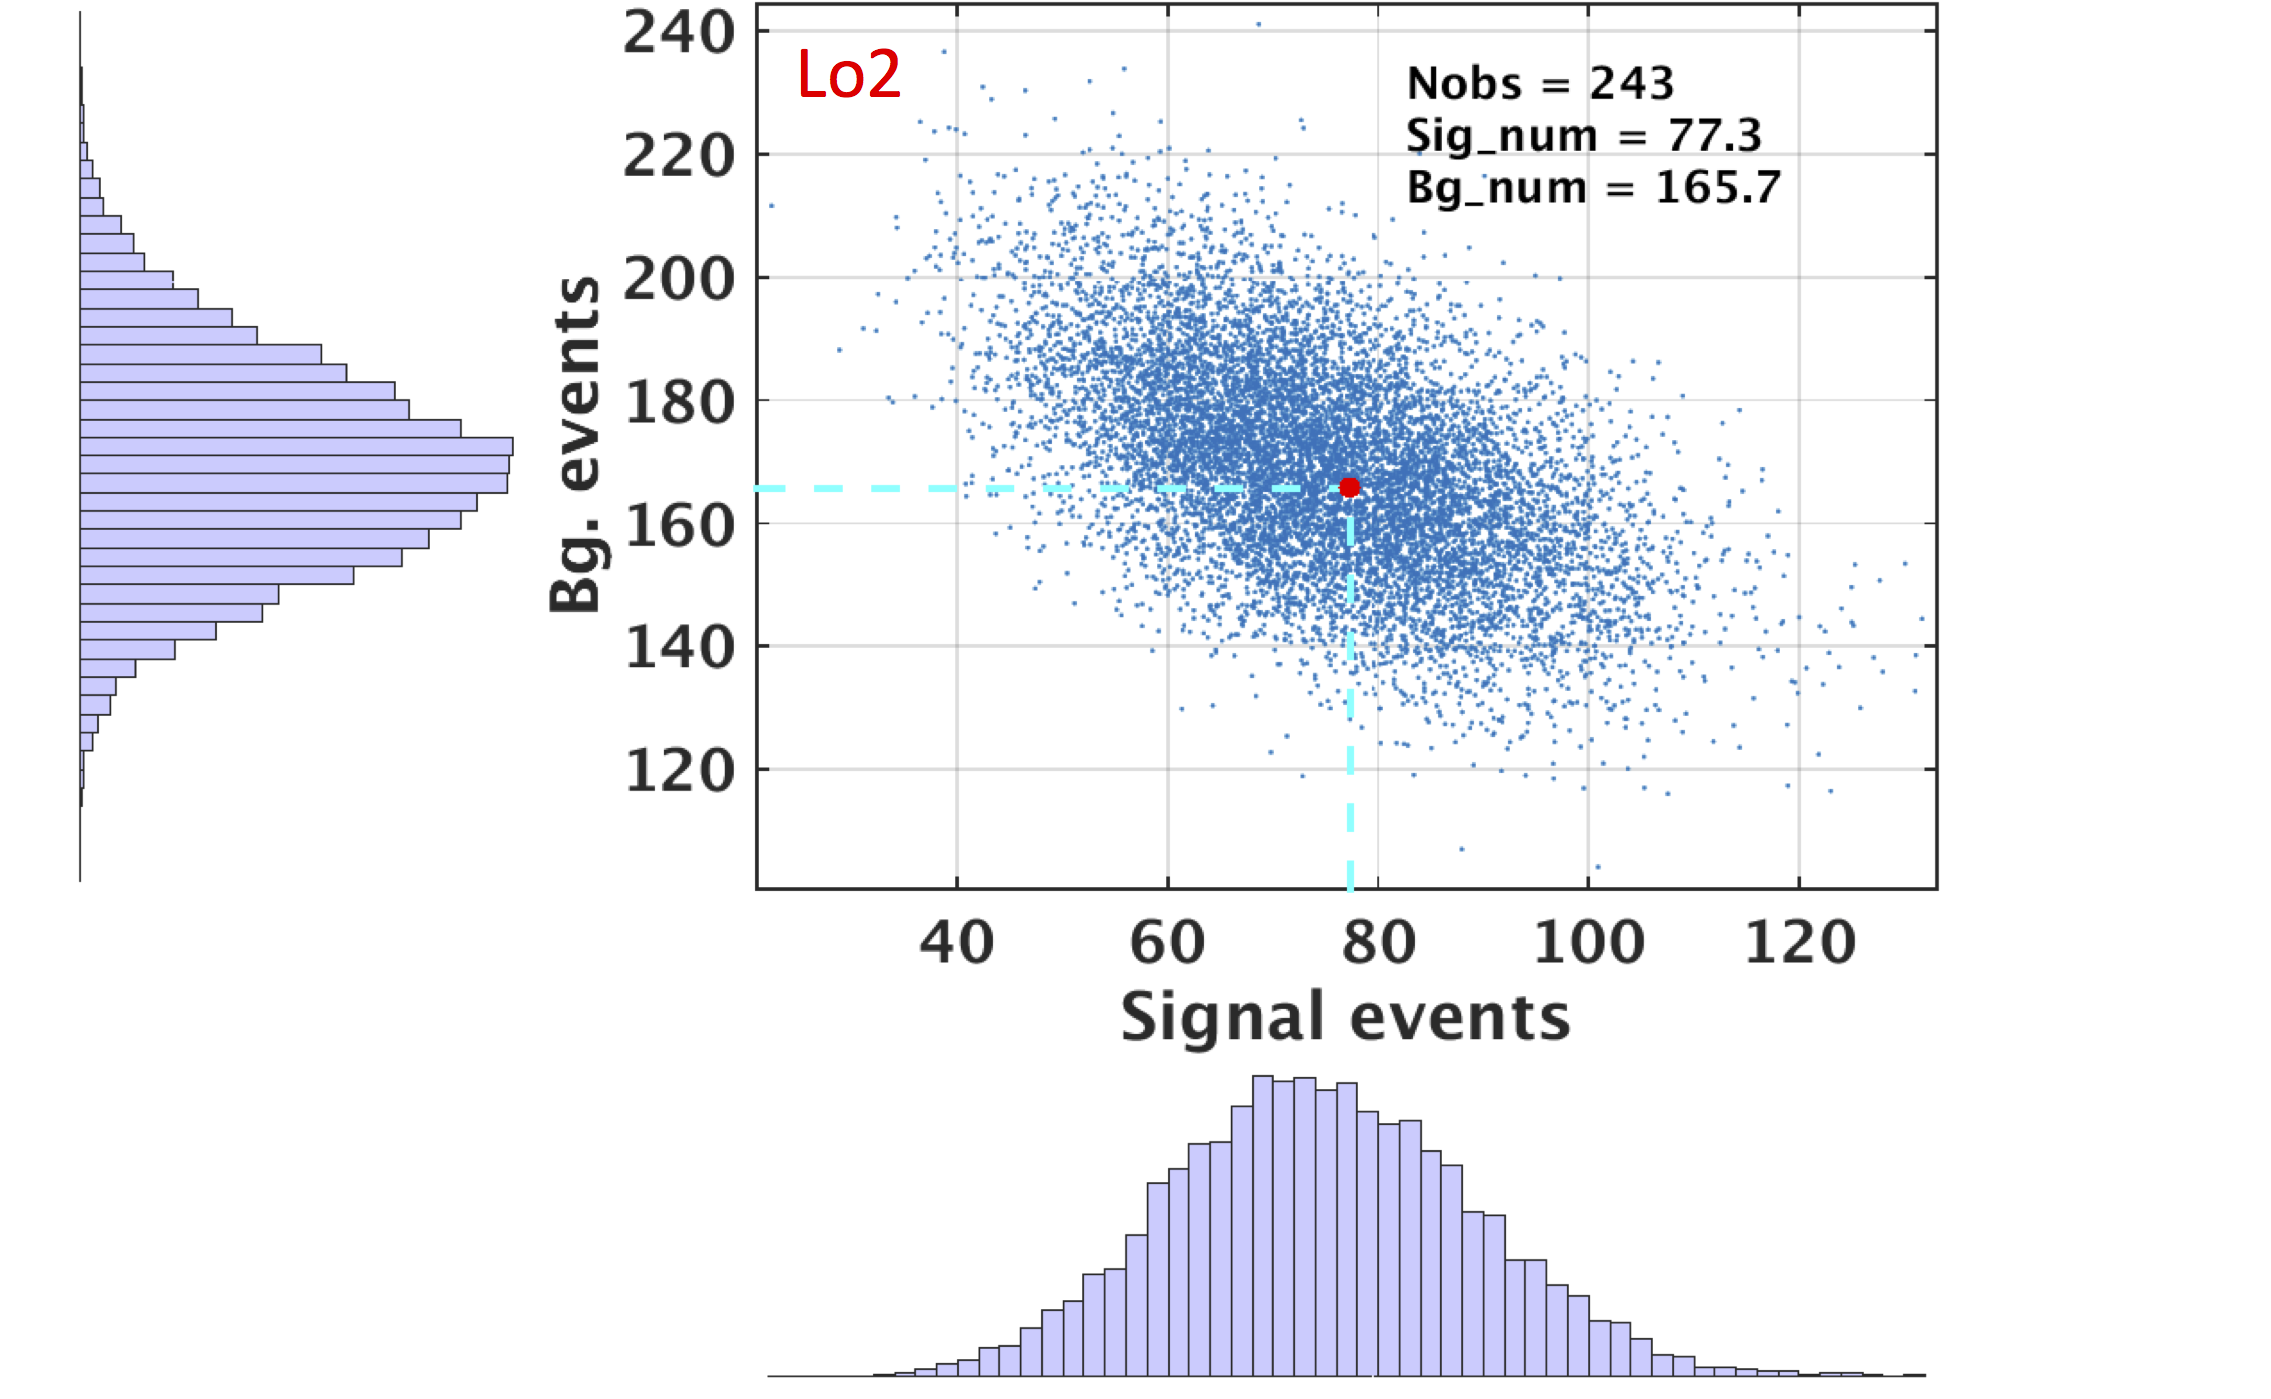 Lo2
Nobs = 243
Sig_num = 77.3
Bg_num = 165.7
240
220
200
180
160
140
120
Bg. events
40 60 80 100 120
Signal events